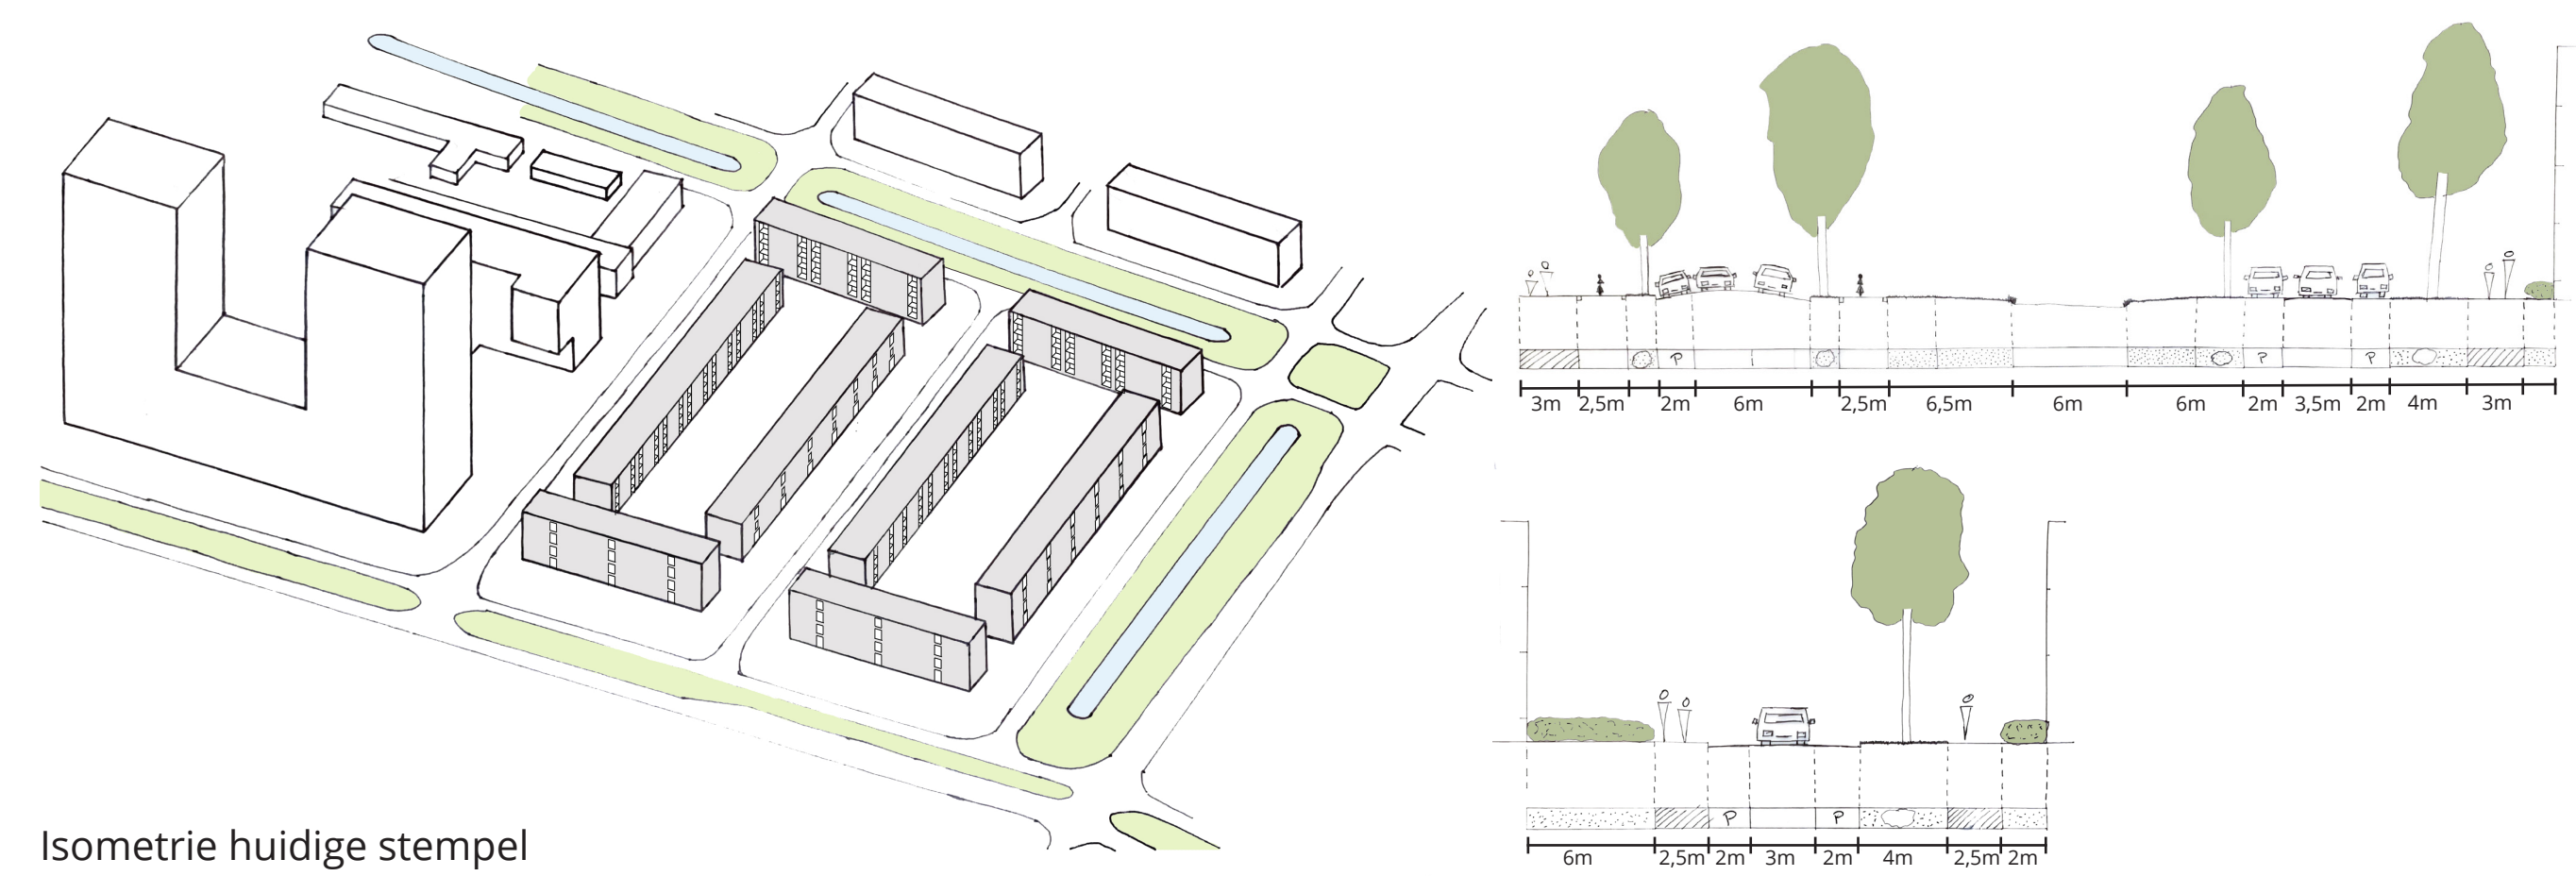 P P P
3m 2,5m 2m 6m 2,5m 6,5m 6m 6m 2m 3,5m 2m 4m 3m
P P
6m 2,5m 2m 3m 2m 4m 2,5m 2m
Isometrie huidige stempel